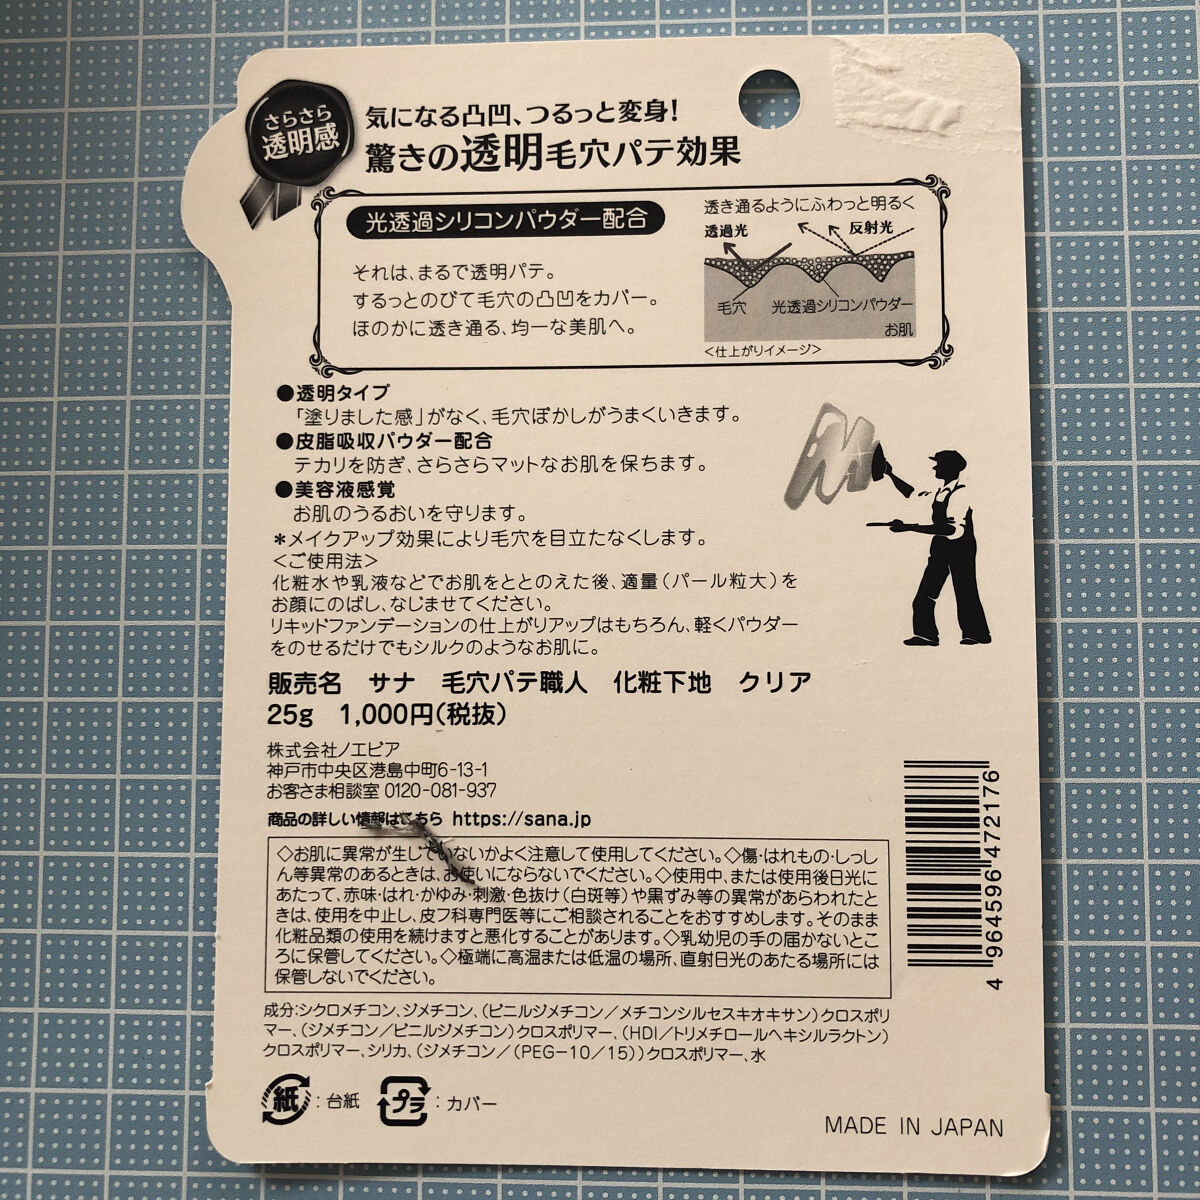 さらさら
透明感
気になる凸凹、つるっと変身!
驚きの透明毛穴パテ効果
光透過シリコンパウダー配合
それは、まるで透明パテ。
するっとのびて毛穴の凸凹をカバー。
ほのかに透き通る、均一な美肌へ。
透き通るようにふわっと明るく
透過光
反射光
毛穴
光透過シリコンパウダー
お肌
<仕上がりイメージ>
●透明タイプ
「塗りました感」がなく、毛穴ぼかしがうまくいきます。
●皮脂吸収パウダー配合
テカリを防ぎ、さらさらマットなお肌を保ちます。
●美容液感覚
お肌のうるおいを守ります。
*メイクアップ効果により毛穴を目立たなくします。
<ご使用法>
化粧水や乳液などでお肌をととのえた後、適量(パール粒大)を
お顔にのばし、なじませてください。
リキッドファンデーションの仕上がりアップはもちろん、軽くパウダー
をのせるだけでもシルクのようなお肌に。
販売名 サナ 毛穴パテ職人 化粧下地 クリア
25g 1,000円(税抜)
株式会社ノエビア
神戸市中央区港島中町6-13-1
お客さま相談室 0120-081-937
商品の詳しい情報はこちら https://sana.jp
◇お肌に異常が生じていないかよく注意して使用してください。◇傷・はれもの・しっし
ん等異常のあるときは、お使いにならないでください。◇使用中、または使用後日光に
あたって、赤味・はれ・かゆみ・刺激・色抜け(白斑等)や黒ずみ等の異常があらわれたと
きは、使用を中止し、皮フ科専門医等にご相談されることをおすすめします。そのまま
化粧品類の使用を続けますと悪化することがあります。◇乳幼児の手の届かないとこ
ろに保管してください。◇極端に高温または低温の場所、直射日光のあたる場所には
保管しないでください。
4 964596 472176
成分:シクロメチコン、ジメチコン、(ビニルジメチコン/メチコンシルセスキオキサン)クロスポリ
マー、(ジメチコン/ビニルジメチコン)クロスポリマー、(HDI/トリメチロールヘキシルラクトン)
クロスポリマー、シリカ、(ジメチコン/(PEG-10/15))クロスポリマー、水
紙:台紙 プラ:カバー
MADE IN JAPAN